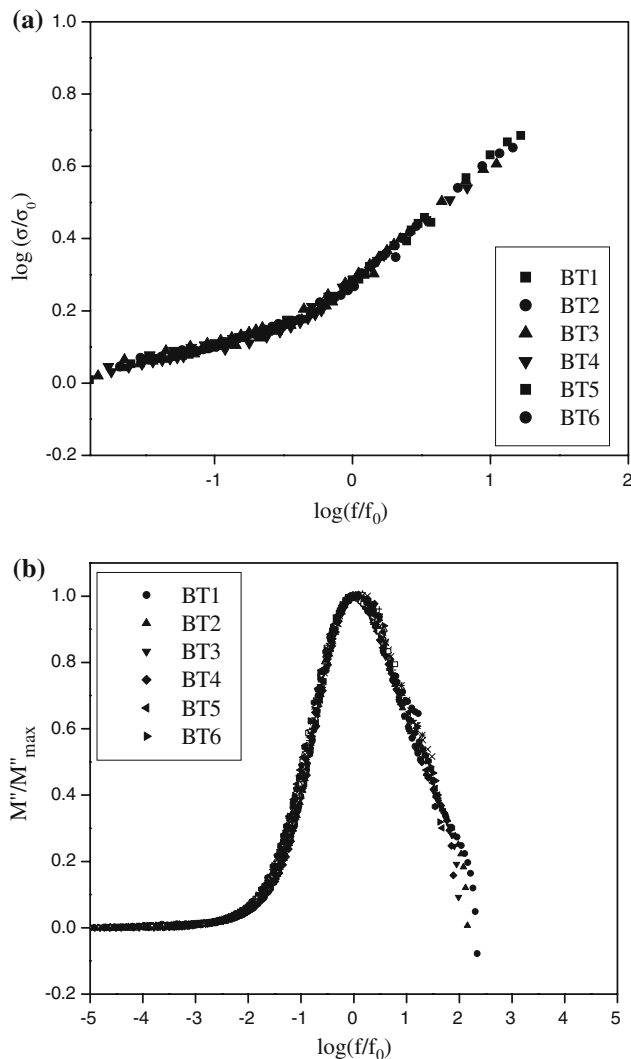 (a)
1.0
0.8
0.6
0.4
0.2
0.0
-0.2
log (σ/σ0)
BT1
BT2
BT3
BT4
BT5
BT6
-1 0 1 2
log(f/f0)
(b)
1.0
0.8
0.6
0.4
0.2
0.0
-0.2
M"/M"max
BT1
BT2
BT3
BT4
BT5
BT6
-5 -4 -3 -2 -1 0 1 2 3 4 5
log(f/f0)